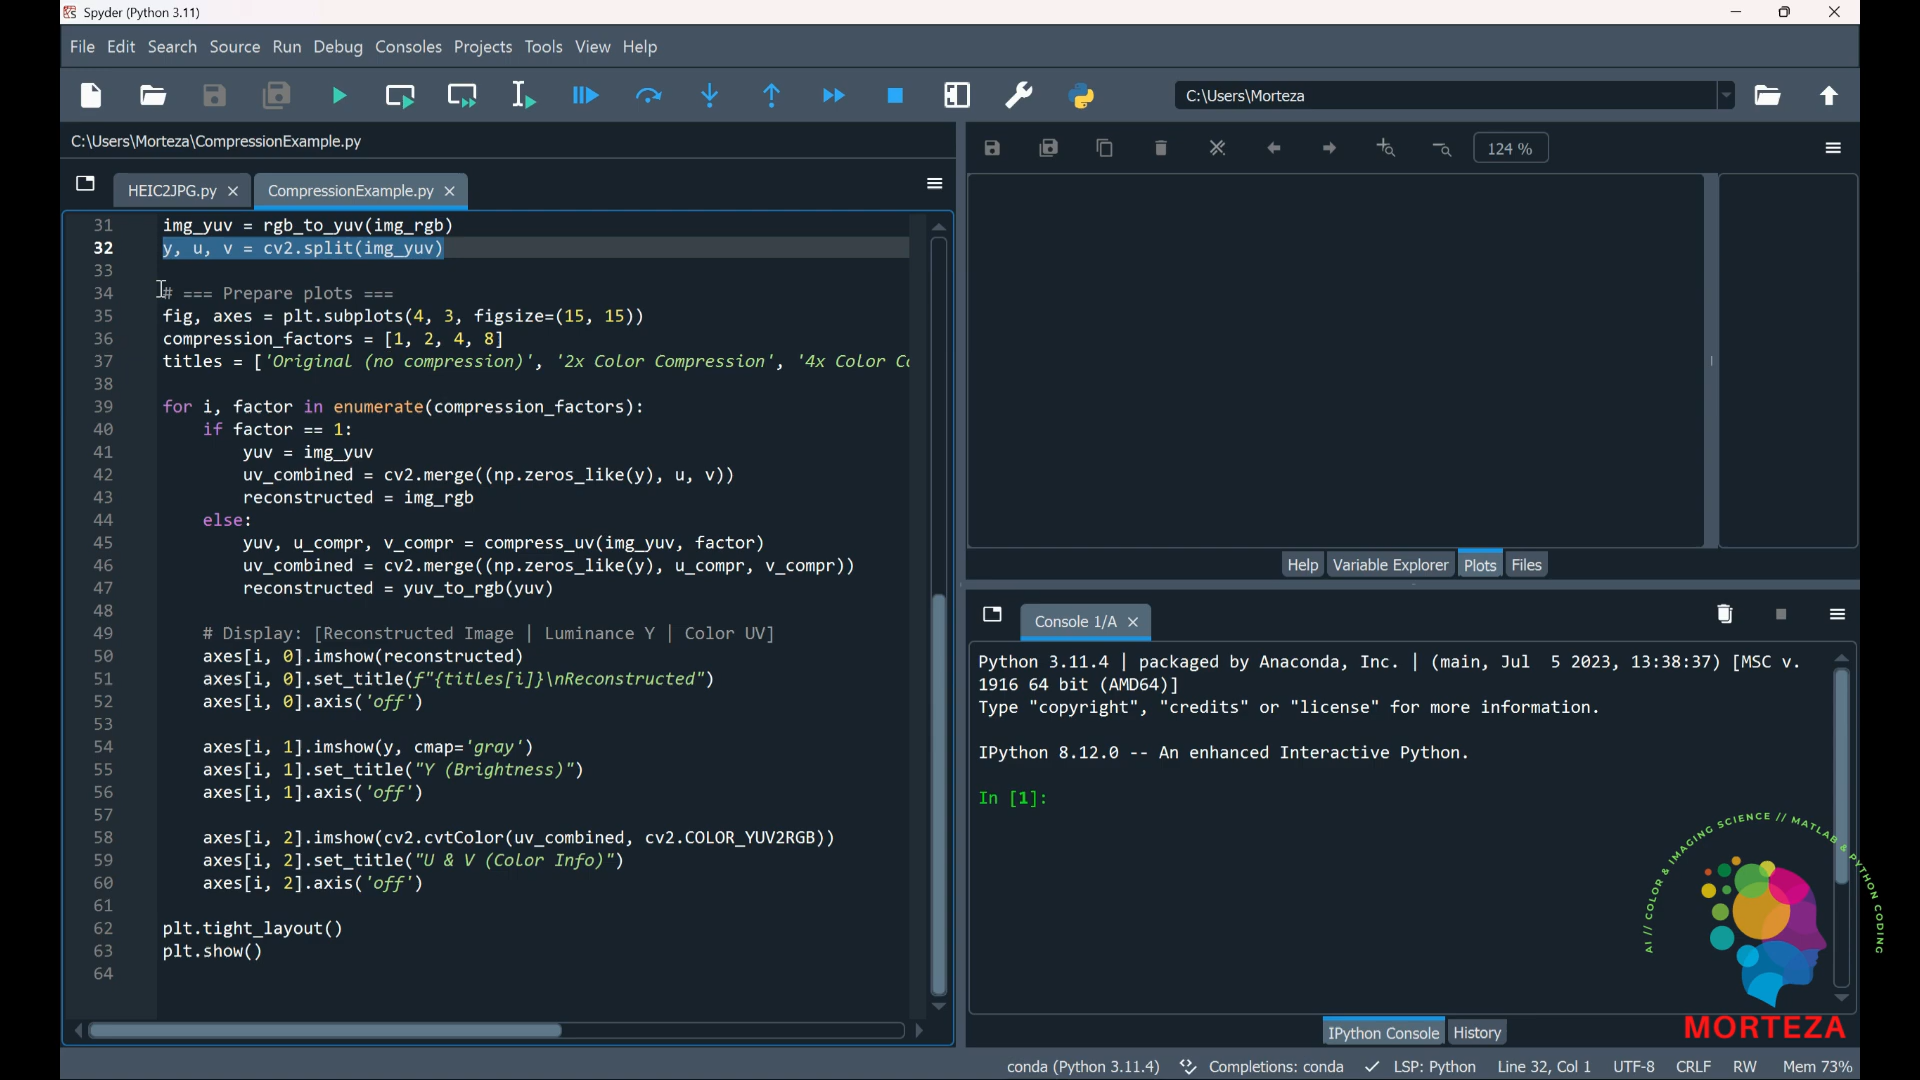 Spyder (Python 3.11)
File Edit Search Source Run Debug Consoles Projects Tools View Help
C:\Users\Morteza
C:\Users\Morteza\CompressionExample.py
124 %
HEIC2JPG.py
CompressionExample.py
31 img_yuv = rgb_to_yuv(img_rgb)
32 y, u, v = cv2.split(img_yuv)
33
34 # === Prepare plots ===
35 fig, axes = plt.subplots(4, 3, figsize=(15, 15))
36 compression_factors = [1, 2, 4, 8]
37 titles = ['Original (no compression)', '2x Color Compression', '4x Color Co
38
39 for i, factor in enumerate(compression_factors):
40     if factor == 1:
41         yuv = img_yuv
42         uv_combined = cv2.merge((np.zeros_like(y), u, v))
43         reconstructed = img_rgb
44     else:
45         yuv, u_compr, v_compr = compress_uv(img_yuv, factor)
46         uv_combined = cv2.merge((np.zeros_like(y), u_compr, v_compr))
47         reconstructed = yuv_to_rgb(yuv)
48
49     # Display: [Reconstructed Image | Luminance Y | Color UV]
50     axes[i, 0].imshow(reconstructed)
51     axes[i, 0].set_title(f"{titles[i]}\nReconstructed")
52     axes[i, 0].axis('off')
53
54     axes[i, 1].imshow(y, cmap='gray')
55     axes[i, 1].set_title("Y (Brightness)")
56     axes[i, 1].axis('off')
57
58     axes[i, 2].imshow(cv2.cvtColor(uv_combined, cv2.COLOR_YUV2RGB))
59     axes[i, 2].set_title("U & V (Color Info)")
60     axes[i, 2].axis('off')
61
62 plt.tight_layout()
63 plt.show()
64
Help Variable Explorer Plots Files
Console 1/A
Python 3.11.4 | packaged by Anaconda, Inc. | (main, Jul  5 2023, 13:38:37) [MSC v.
1916 64 bit (AMD64)]
Type "copyright", "credits" or "license" for more information.
IPython 8.12.0 -- An enhanced Interactive Python.
In [1]:
AI // COLOR & IMAGING SCIENCE // MATLAB & PYTHON CODING
MORTEZA
IPython Console History
conda (Python 3.11.4) Completions: conda LSP: Python Line 32, Col 1 UTF-8 CRLF RW Mem 73%